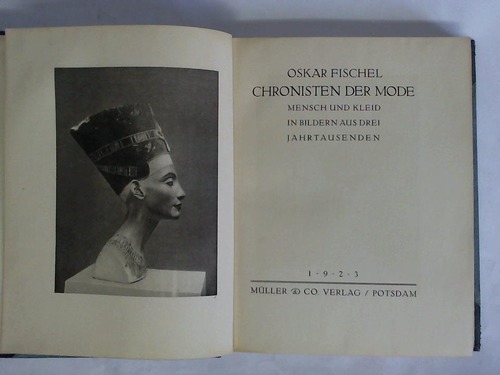 OSKAR FISCHEL
CHRONISTEN DER MODE
MENSCH UND KLEID
IN BILDERN AUS DREI
JAHRTAUSENDEN
1 · 9 · 2 · 3
MÜLLER & CO. VERLAG / POTSDAM